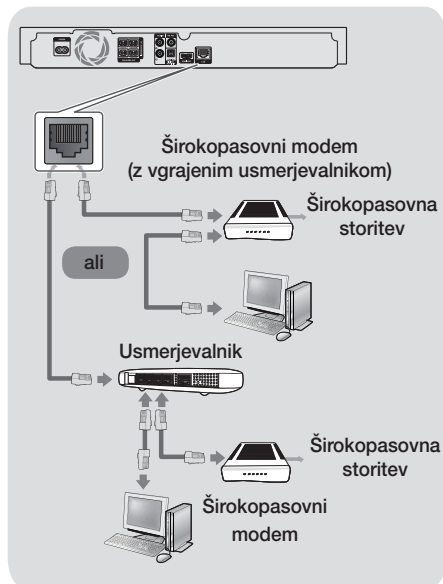 Širokopasovni modem
(z vgrajenim usmerjevalnikom)
Širokopasovna
storitev
ali
Usmerjevalnik
Širokopasovna
storitev
Širokopasovni
modem